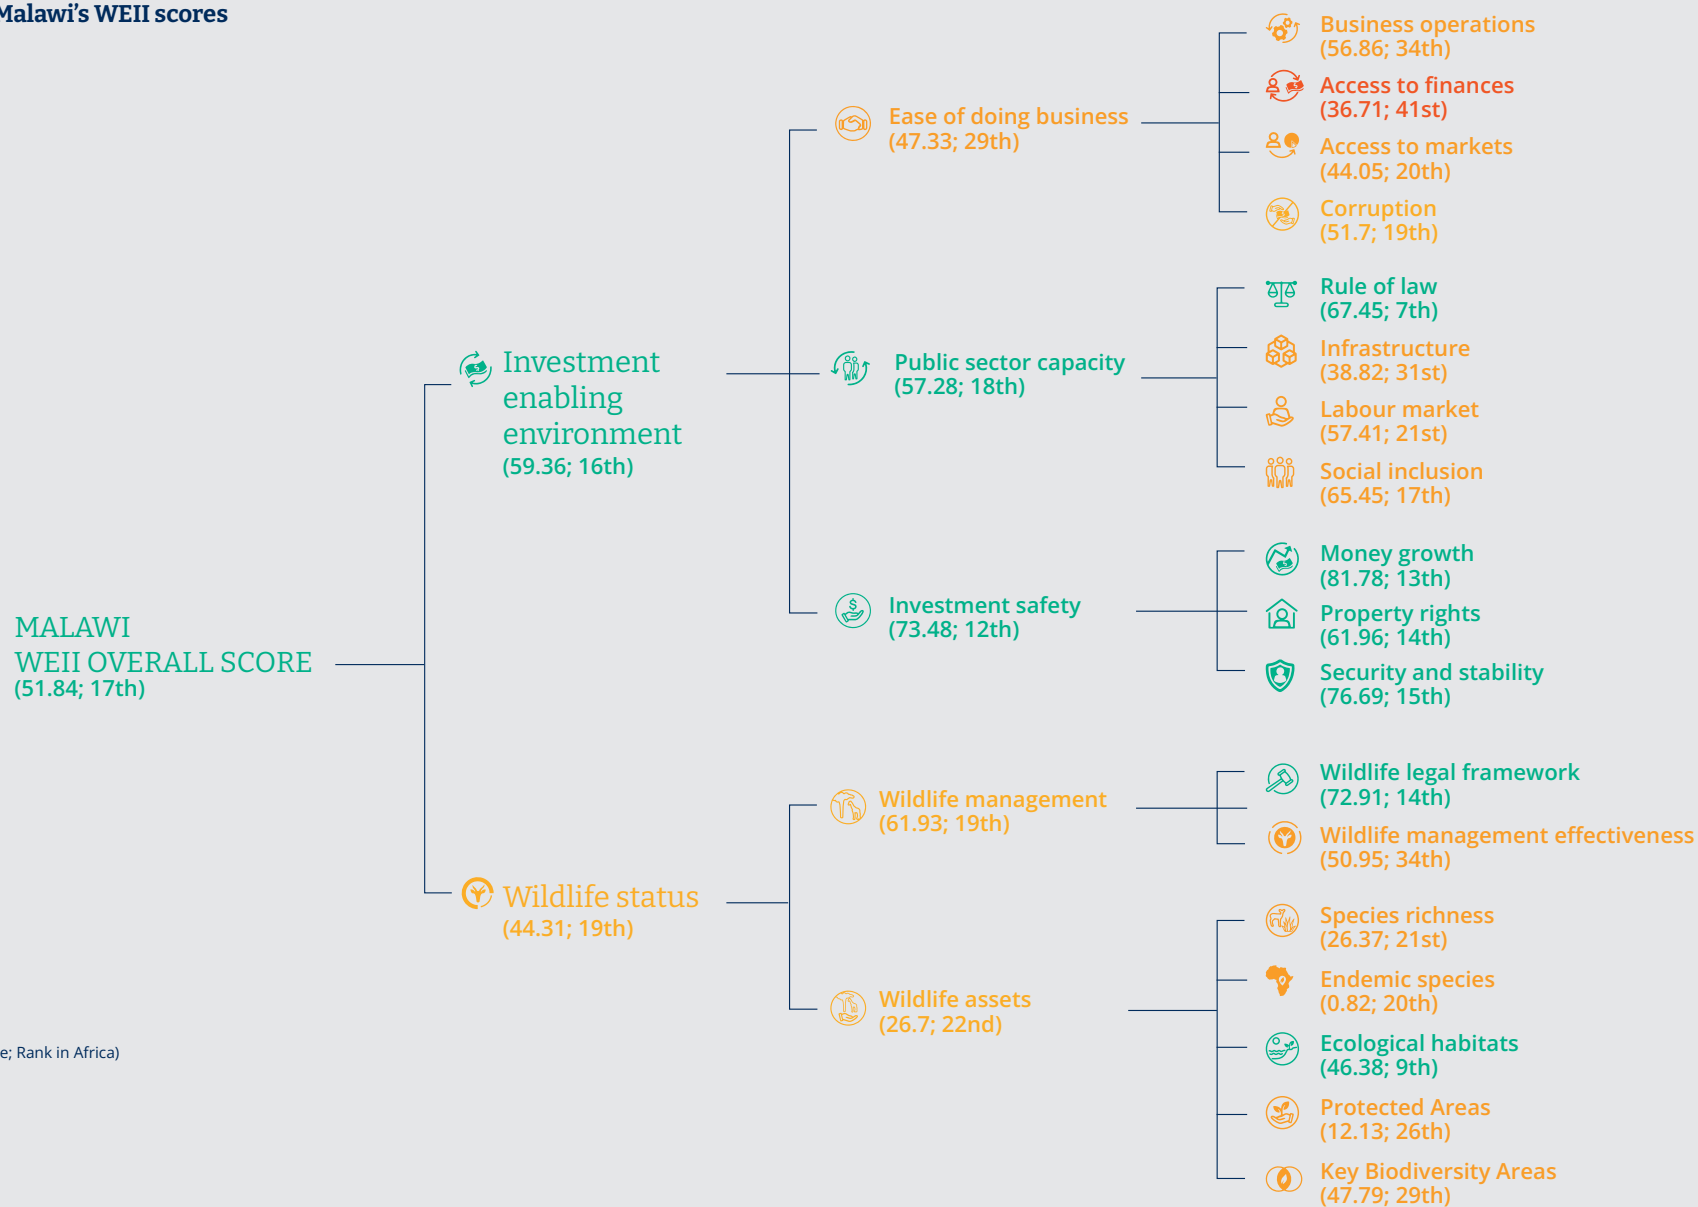 Malawi's WEII scores
MALAWI
WEII OVERALL SCORE
(51.84; 17th)
Investment
enabling
environment
(59.36; 16th)
Ease of doing business
(47.33; 29th)
Business operations
(56.86; 34th)
Access to finances
(36.71; 41st)
Access to markets
(44.05; 20th)
Corruption
(51.7; 19th)
Public sector capacity
(57.28; 18th)
Rule of law
(67.45; 7th)
Infrastructure
(38.82; 31st)
Labour market
(57.41; 21st)
Social inclusion
(65.45; 17th)
Investment safety
(73.48; 12th)
Money growth
(81.78; 13th)
Property rights
(61.96; 14th)
Security and stability
(76.69; 15th)
Wildlife status
(44.31; 19th)
Wildlife management
(61.93; 19th)
Wildlife legal framework
(72.91; 14th)
Wildlife management effectiveness
(50.95; 34th)
Wildlife assets
(26.7; 22nd)
Species richness
(26.37; 21st)
Endemic species
(0.82; 20th)
Ecological habitats
(46.38; 9th)
Protected Areas
(12.13; 26th)
Key Biodiversity Areas
(47.79; 29th)
e; Rank in Africa)